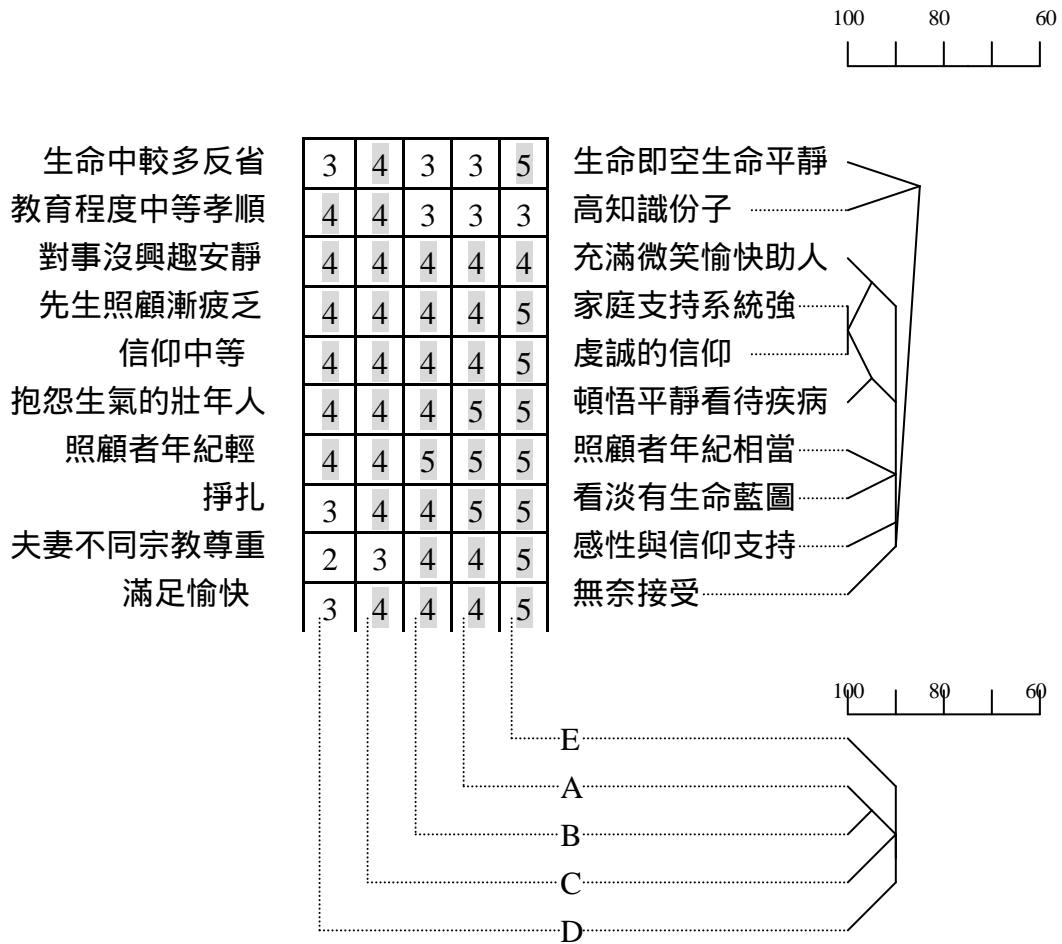 100 80 60
生命中較多反省 3 4 3 3 5 生命即空生命平靜
教育程度中等孝順 4 4 3 3 3 高知識份子
對事沒興趣安靜 4 4 4 4 4 充滿微笑愉快助人
先生照顧漸疲乏 4 4 4 4 5 家庭支持系統強
信仰中等 4 4 4 4 5 虔誠的信仰
抱怨生氣的壯年人 4 4 4 5 5 頓悟平靜看待疾病
照顧者年紀輕 4 4 5 5 5 照顧者年紀相當
掙扎 3 4 4 5 5 看淡有生命藍圖
夫妻不同宗教尊重 2 3 4 4 5 感性與信仰支持
滿足愉快 3 4 4 4 5 無奈接受
100 80 60
E
A
B
C
D